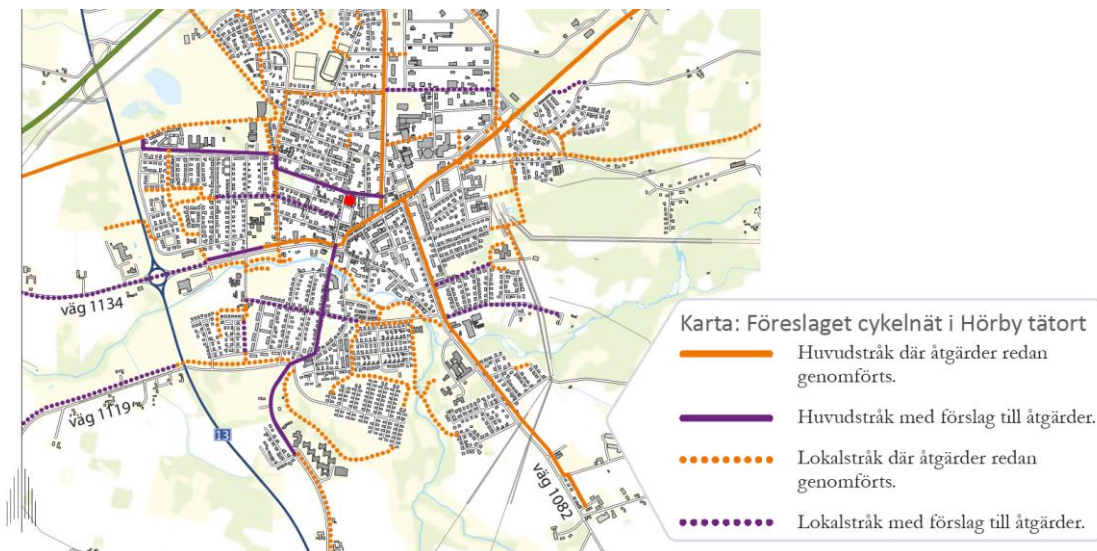 väg 1134
väg 1119
13
väg 1082
Karta: Föreslaget cykelnät i Hörby tätort
Huvudstråk där åtgärder redan
genomförts.
Huvudstråk med förslag till åtgärder.
Lokalstråk där åtgärder redan
genomförts.
Lokalstråk med förslag till åtgärder.